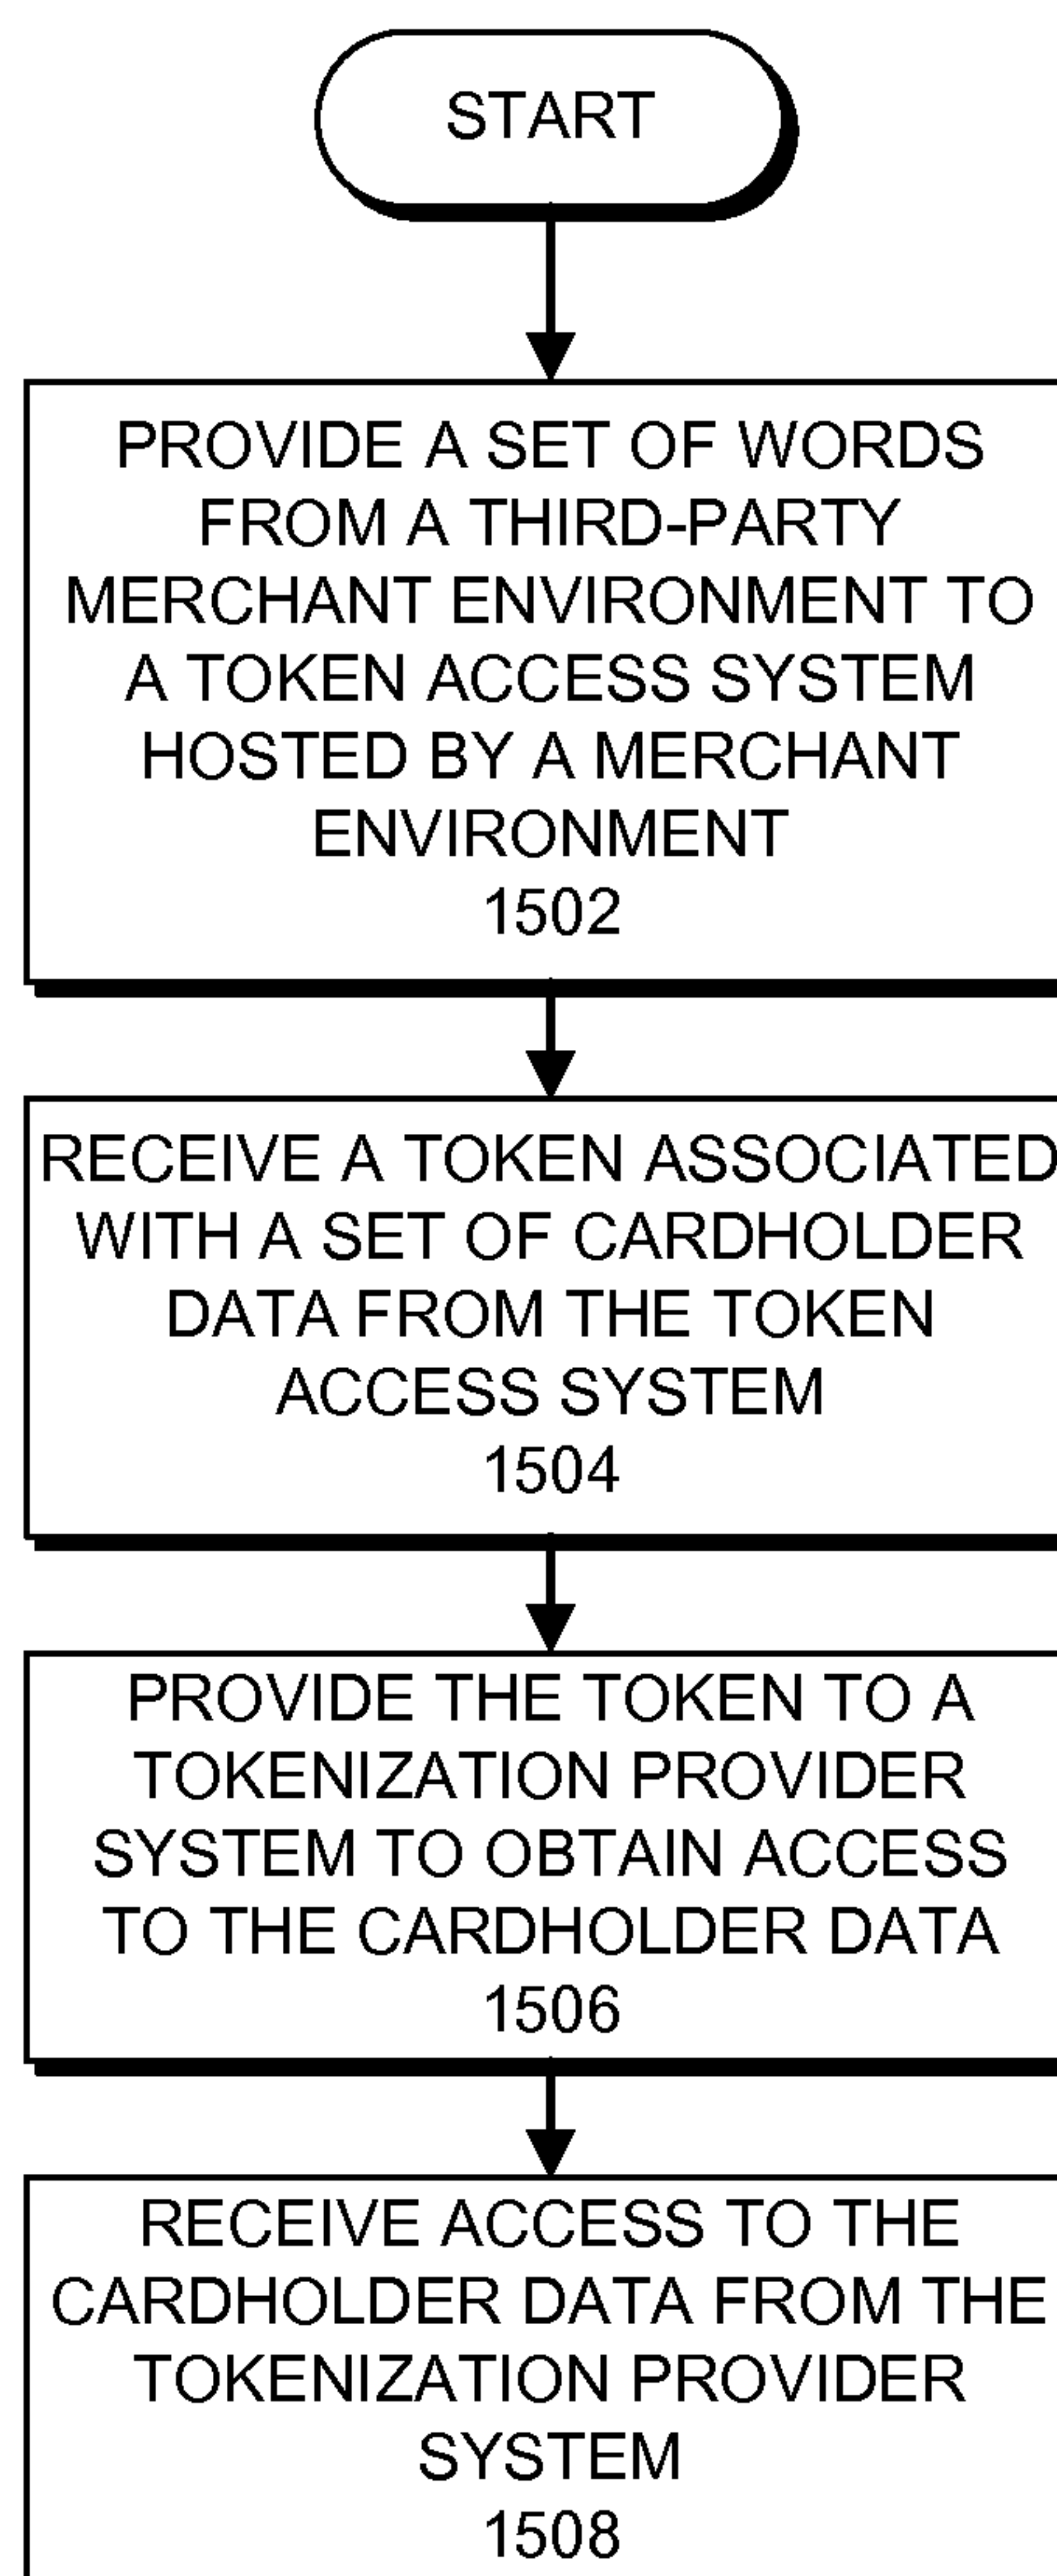 START
PROVIDE A SET OF WORDS
FROM A THIRD-PARTY
MERCHANT ENVIRONMENT TO
A TOKEN ACCESS SYSTEM
HOSTED BY A MERCHANT
ENVIRONMENT
1502
RECEIVE A TOKEN ASSOCIATED
WITH A SET OF CARDHOLDER
DATA FROM THE TOKEN
ACCESS SYSTEM
1504
PROVIDE THE TOKEN TO A
TOKENIZATION PROVIDER
SYSTEM TO OBTAIN ACCESS
TO THE CARDHOLDER DATA
1506
RECEIVE ACCESS TO THE
CARDHOLDER DATA FROM THE
TOKENIZATION PROVIDER
SYSTEM
1508